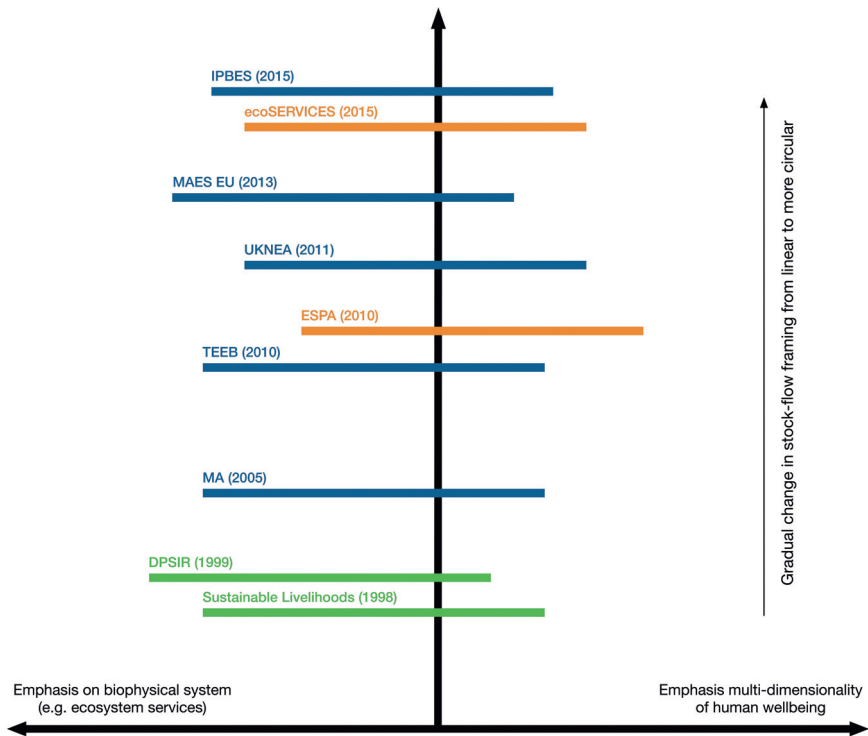 IPBES (2015)
ecoSERVICES (2015)
MAES EU (2013)
UKNEA (2011)
ESPA (2010)
TEEB (2010)
MA (2005)
DPSIR (1999)
Sustainable Livelihoods (1998)
Gradual change in stock-flow framing from linear to more circular
Emphasis on biophysical system
(e.g. ecosystem services)
Emphasis multi-dimensionality
of human wellbeing